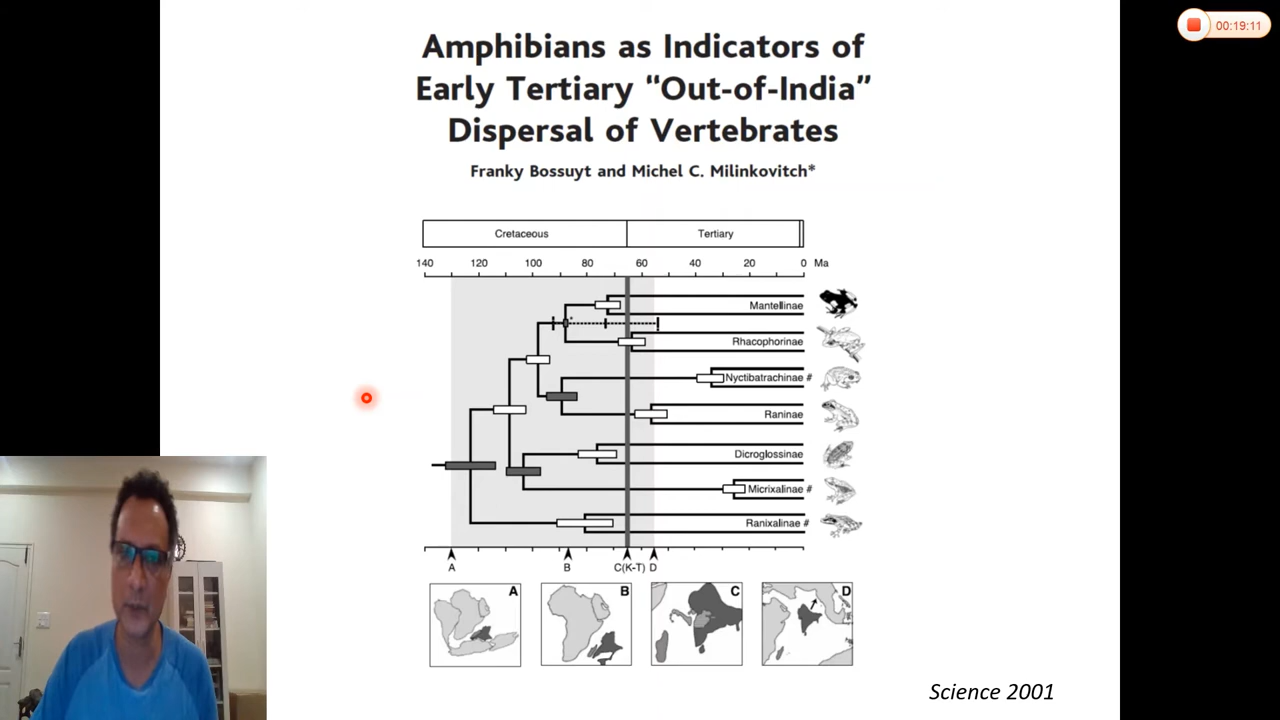 00:19:11
Amphibians as Indicators of
Early Tertiary “Out-of-India”
Dispersal of Vertebrates
Franky Bossuyt and Michel C. Milinkovitch*
Cretaceous Tertiary
140 120 100 80 60 40 20 0 Ma
Mantellinae
*
Rhacophorinae
Nyctibatrachinae #
Raninae
Dicroglossinae
Micrixalinae #
Ranixalinae #
A B C(K-T) D
A B C D
Science 2001